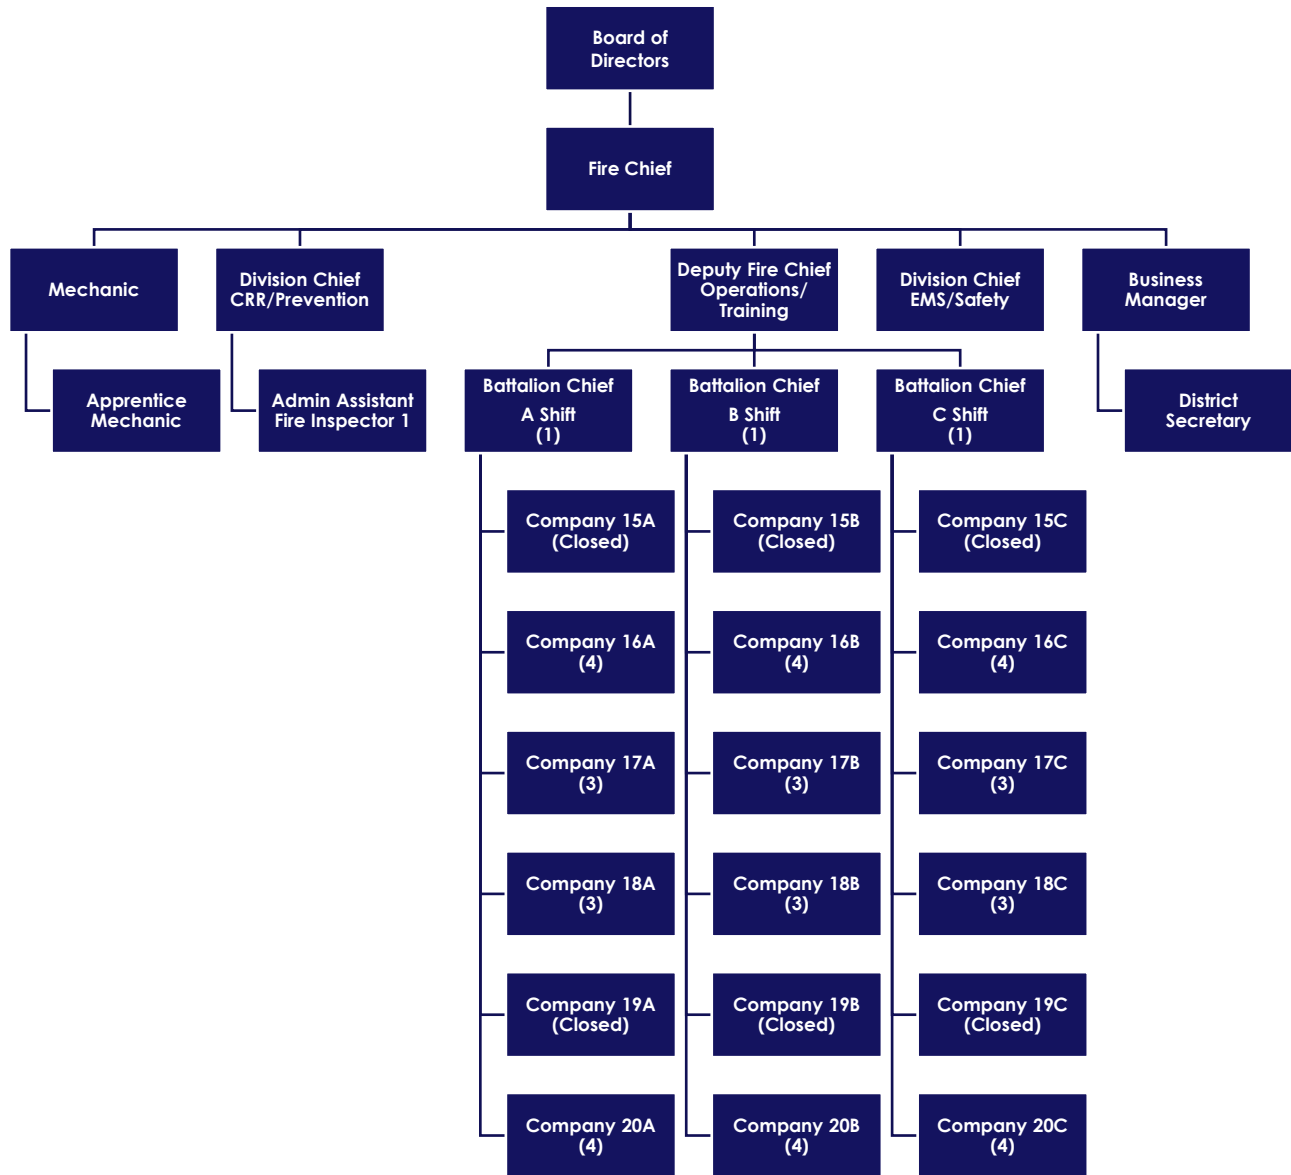 Board of
Directors
Fire Chief
Mechanic
Division Chief
CRR/Prevention
Deputy Fire Chief
Operations/
Training
Division Chief
EMS/Safety
Business
Manager
Apprentice
Mechanic
Admin Assistant
Fire Inspector 1
Battalion Chief
A Shift
(1)
Battalion Chief
B Shift
(1)
Battalion Chief
C Shift
(1)
District
Secretary
Company 15A
(Closed)
Company 15B
(Closed)
Company 15C
(Closed)
Company 16A
(4)
Company 16B
(4)
Company 16C
(4)
Company 17A
(3)
Company 17B
(3)
Company 17C
(3)
Company 18A
(3)
Company 18B
(3)
Company 18C
(3)
Company 19A
(Closed)
Company 19B
(Closed)
Company 19C
(Closed)
Company 20A
(4)
Company 20B
(4)
Company 20C
(4)